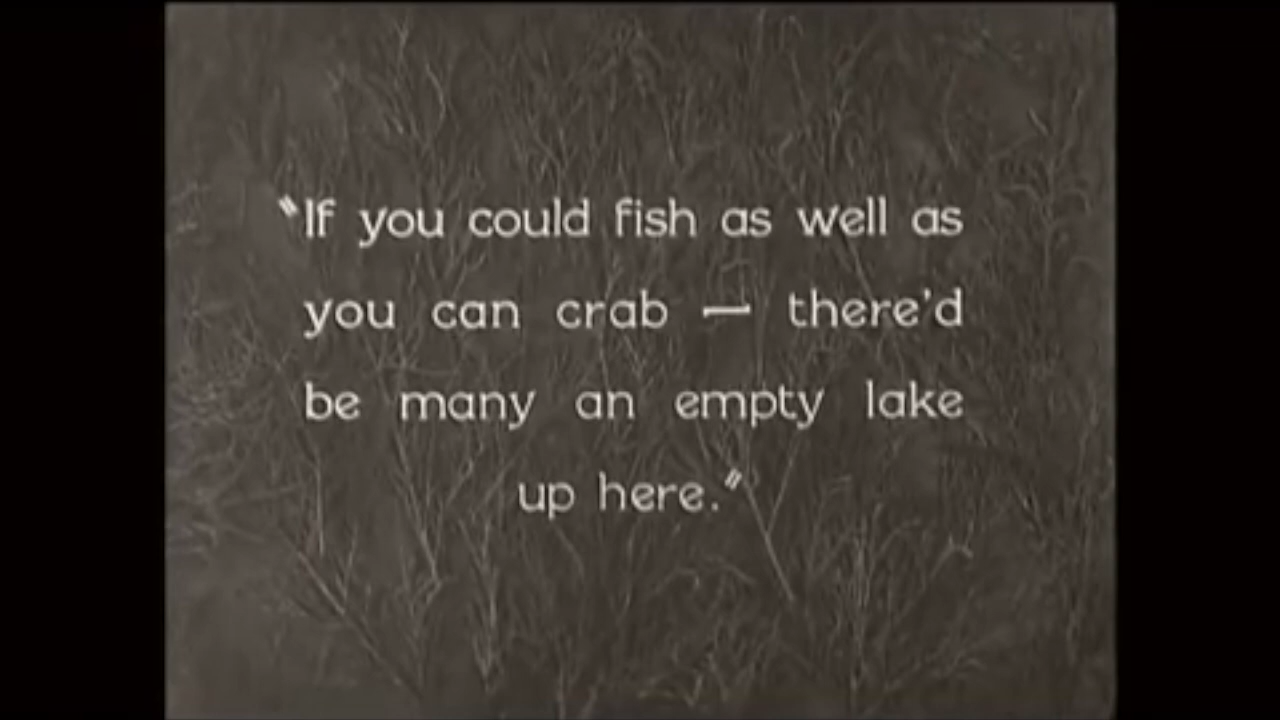 "If you could fish as well as
you can crab — there'd
be many an empty lake
up here."